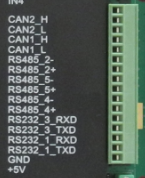 IN4
CAN2_H
CAN2_L
CAN1_H
CAN1_L
RS485_2-
RS485_2+
RS485_5-
RS485_5+
RS485_4-
RS485_4+
RS232_3_RXD
RS232_3_TXD
RS232_1_RXD
RS232_1_TXD
GND
+5V